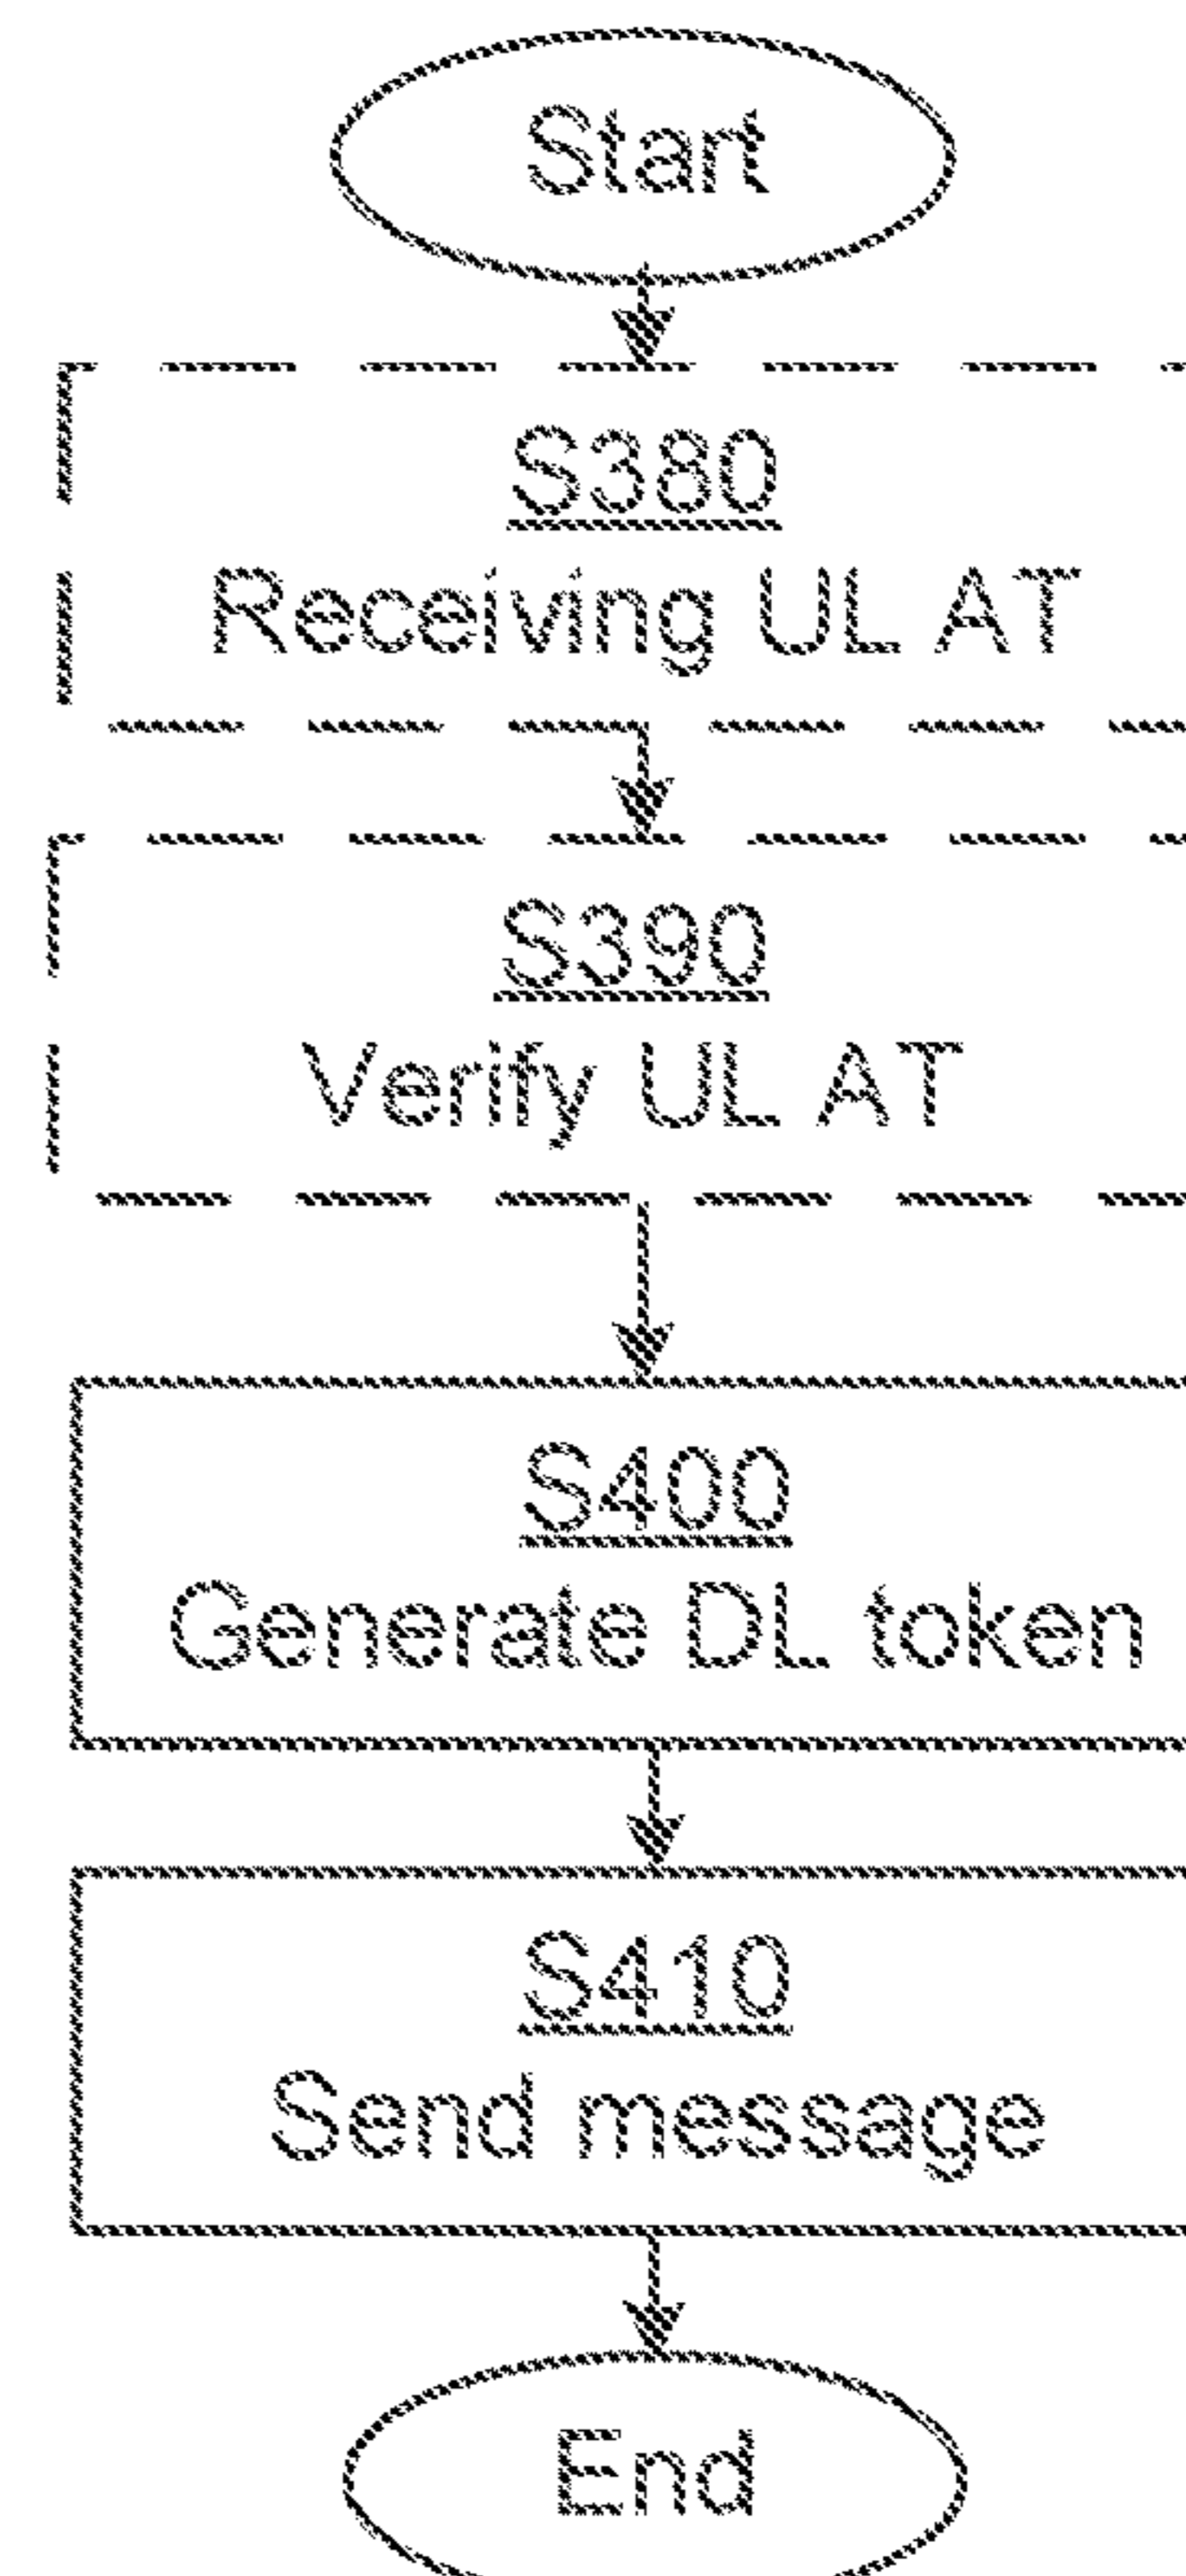 Start
S380
Receiving UL AT
S390
Verify UL AT
S400
Generate DL token
S410
Send message
End